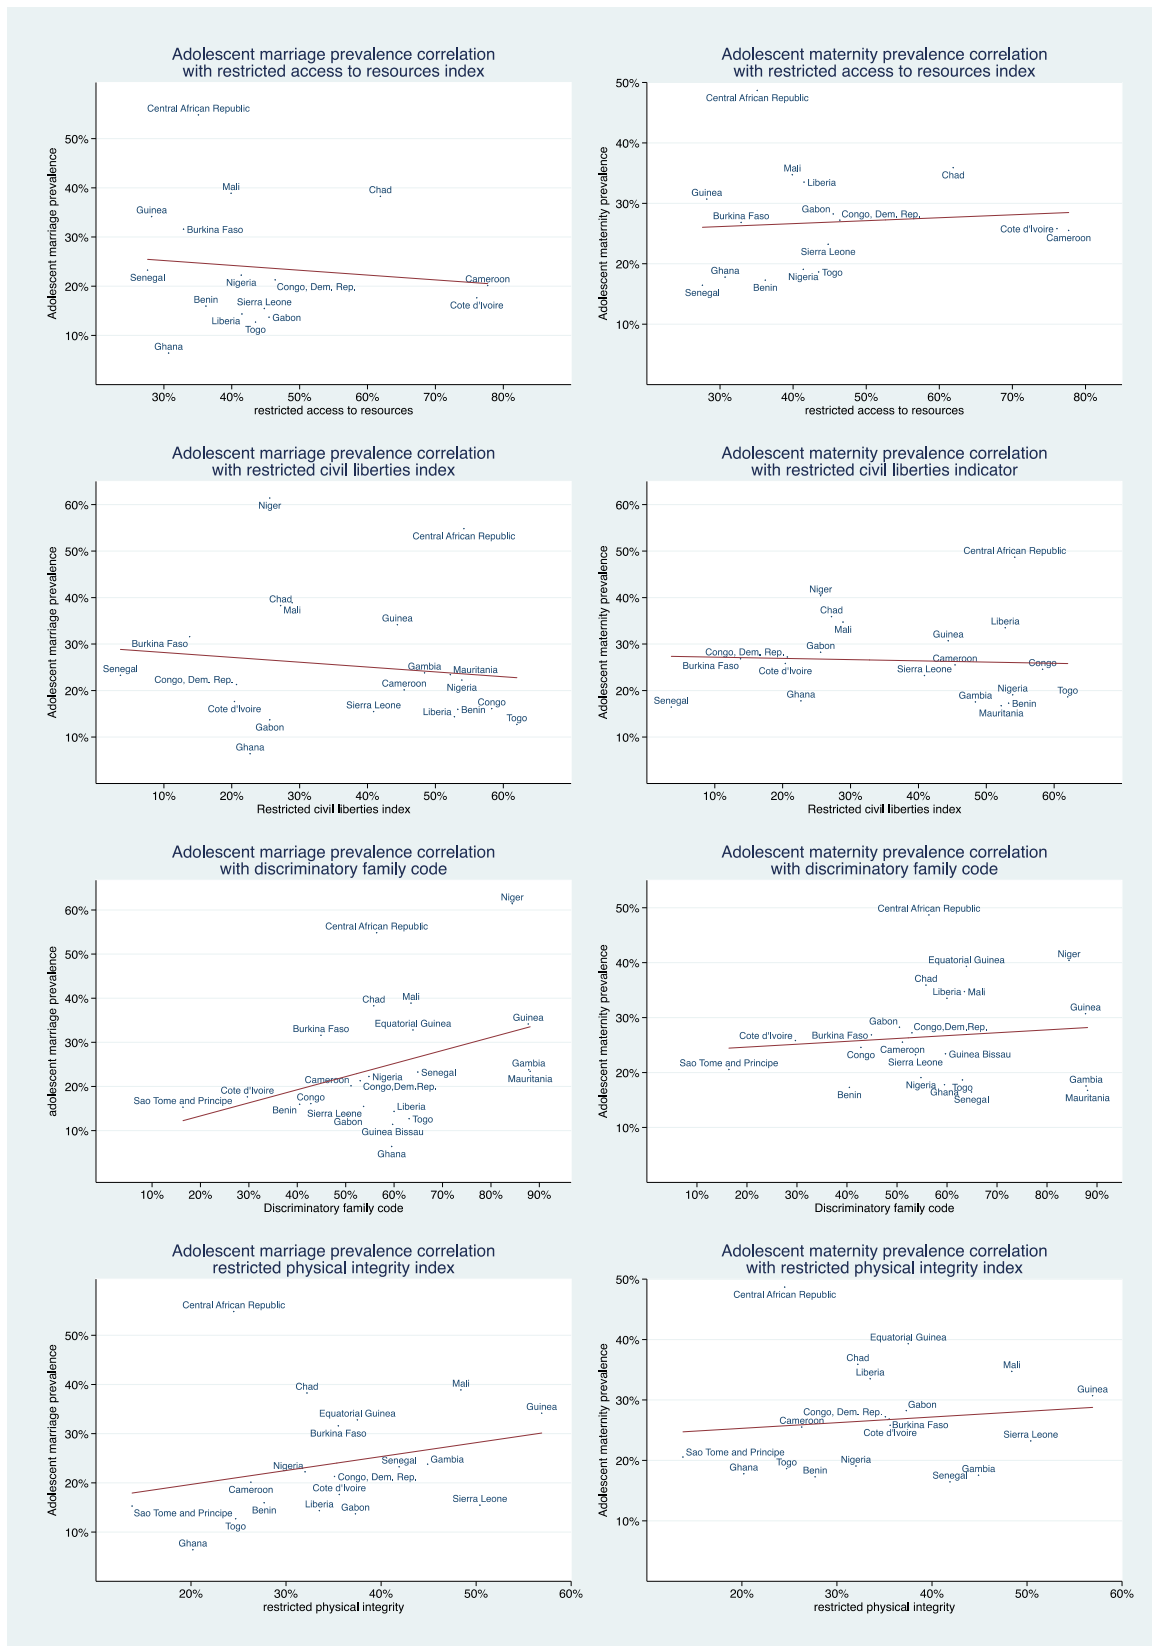 Adolescent marriage prevalence correlation
with restricted access to resources index
Adolescent marriage prevalence
50%
40%
30%
20%
10%
Central African Republic
Mali
Chad
Guinea
Burkina Faso
Senegal
Nigeria
Congo, Dem, Rep,
Cameroon
Benin
Sierra Leone
Cote d'Ivoire
Liberia
Gabon
Togo
Ghana
30%
40%
50%
60%
70%
80%
restricted access to resources
Adolescent maternity prevalence correlation
with restricted access to resources index
Adolescent maternity prevalence
50%
40%
30%
20%
10%
Central African Republic
Mali
Chad
Liberia
Guinea
Gabon
Burkina Faso
Congo, Dem, Rep,
Cote d'Ivoire
Cameroon
Sierra Leone
Ghana
Nigeria
Togo
Senegal
Benin
30%
40%
50%
60%
70%
80%
restricted access to resources
Adolescent marriage prevalence correlation
with restricted civil liberties index
Adolescent marriage prevalence
60%
50%
40%
30%
20%
10%
Niger
Central African Republic
Chad
Mali
Guinea
Burkina Faso
Senegal
Gambia
Mauritania
Congo, Dem, Rep,
Cameroon
Nigeria
Cote d'Ivoire
Sierra Leone
Liberia
Benin
Congo
Togo
Gabon
Ghana
10%
20%
30%
40%
50%
60%
Restricted civil liberties index
Adolescent maternity prevalence correlation
with restricted civil liberties indicator
Adolescent maternity prevalence
60%
50%
40%
30%
20%
10%
Central African Republic
Niger
Chad
Mali
Liberia
Guinea
Gabon
Congo, Dem, Rep,
Burkina Faso
Cote d'Ivoire
Cameroon
Sierra Leone
Congo
Senegal
Ghana
Gambia
Nigeria
Togo
Benin
Mauritania
10%
20%
30%
40%
50%
60%
Restricted civil liberties index
Adolescent marriage prevalence correlation
with discriminatory family code
adolescent marriage prevalence
60%
50%
40%
30%
20%
10%
Niger
Central African Republic
Chad
Mali
Burkina Faso
Equatorial Guinea
Guinea
Gambia
Mauritania
Cameroon
Nigeria
Senegal
Congo,Dem,Rep,
Cote d'Ivoire
Sao Tome and Principe
Congo
Benin
Sierra Leene
Liberia
Gabon
Togo
Guinea Bissau
Ghana
10%
20%
30%
40%
50%
60%
70%
80%
90%
Discriminatory family code
Adolescent maternity prevalence correlation
with discriminatory family code
Adolescent maternity prevalence
50%
40%
30%
20%
10%
Central African Republic
Equatorial Guinea
Niger
Chad
Liberia
Mali
Guinea
Gabon
Congo,Dem,Rep,
Cote d'Ivoire
Burkina Faso
Cameroon
Congo
Guinea Bissau
Sierra Leone
Sao Tome and Principe
Nigeria
Togo
Ghana
Senegal
Benin
Gambia
Mauritania
10%
20%
30%
40%
50%
60%
70%
80%
90%
Discriminatory family code
Adolescent marriage prevalence correlation
restricted physical integrity index
Adolescent marriage prevalence
50%
40%
30%
20%
10%
Central African Republic
Chad
Mali
Equatorial Guinea
Guinea
Burkina Faso
Nigeria
Senegal
Gambia
Congo, Dem, Rep,
Cameroon
Cote d'Ivoire
Sierra Leone
Sao Tome and Principe
Benin
Liberia
Gabon
Togo
Ghana
20%
30%
40%
50%
60%
restricted physical integrity
Adolescent maternity prevalence correlation
with restricted physical integrity index
Adolescent maternity prevalence
50%
40%
30%
20%
10%
Central African Republic
Equatorial Guinea
Chad
Liberia
Mali
Guinea
Gabon
Congo, Dem, Rep,
Cameroon
Burkina Faso
Cote d'Ivoire
Sierra Leone
Sao Tome and Principe
Ghana
Togo
Benin
Nigeria
Senegal
Gambia
20%
30%
40%
50%
60%
restricted physical integrity